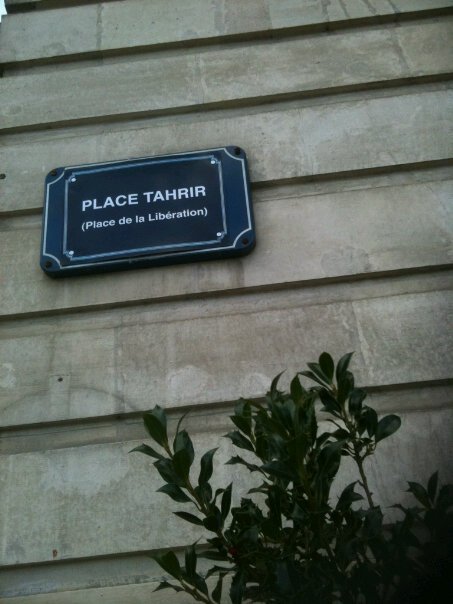 PLACE TAHRIR
(Place de la Libération)